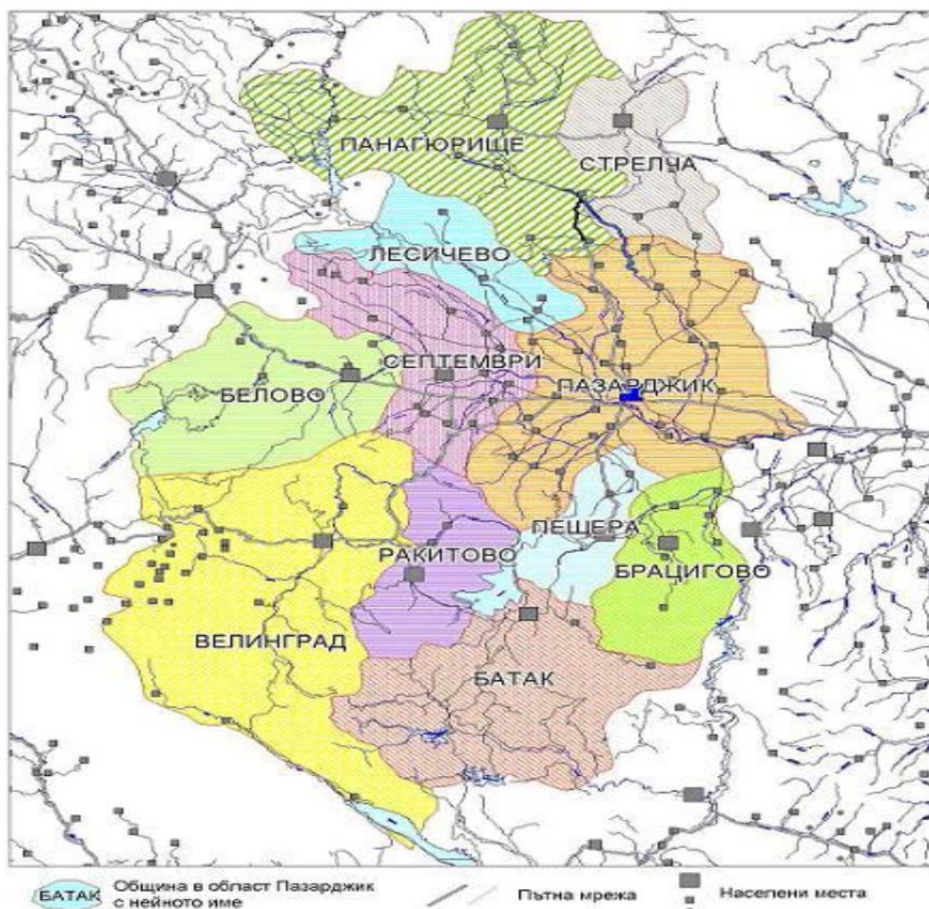 ПАНАГЮРИЩЕ
СТРЕЛЧА
ЛЕСИЧЕВО
СЕПТЕМВРИ
ПАЗАРДЖИК
БЕЛОВО
ПЕЩЕРА
РАКИТОВО
БРАЦИГОВО
ВЕЛИНГРАД
БАТАК
БАТАК Община в област Пазарджик с нейното име
Пътна мрежа
Населени места